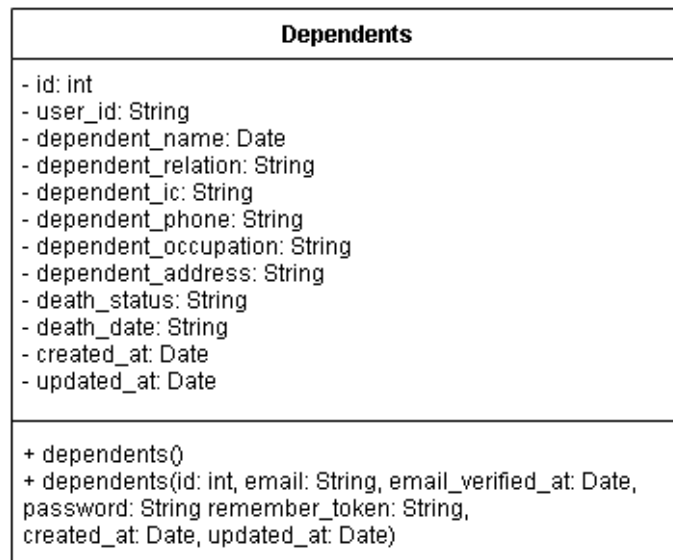 Dependents
- id: int
- user_id: String
- dependent_name: Date
- dependent_relation: String
- dependent_ic: String
- dependent_phone: String
- dependent_occupation: String
- dependent_address: String
- death_status: String
- death_date: String
- created_at: Date
- updated_at: Date
+ dependents()
+ dependents(id: int, email: String, email_verified_at: Date,
password: String remember_token: String,
created_at: Date, updated_at: Date)